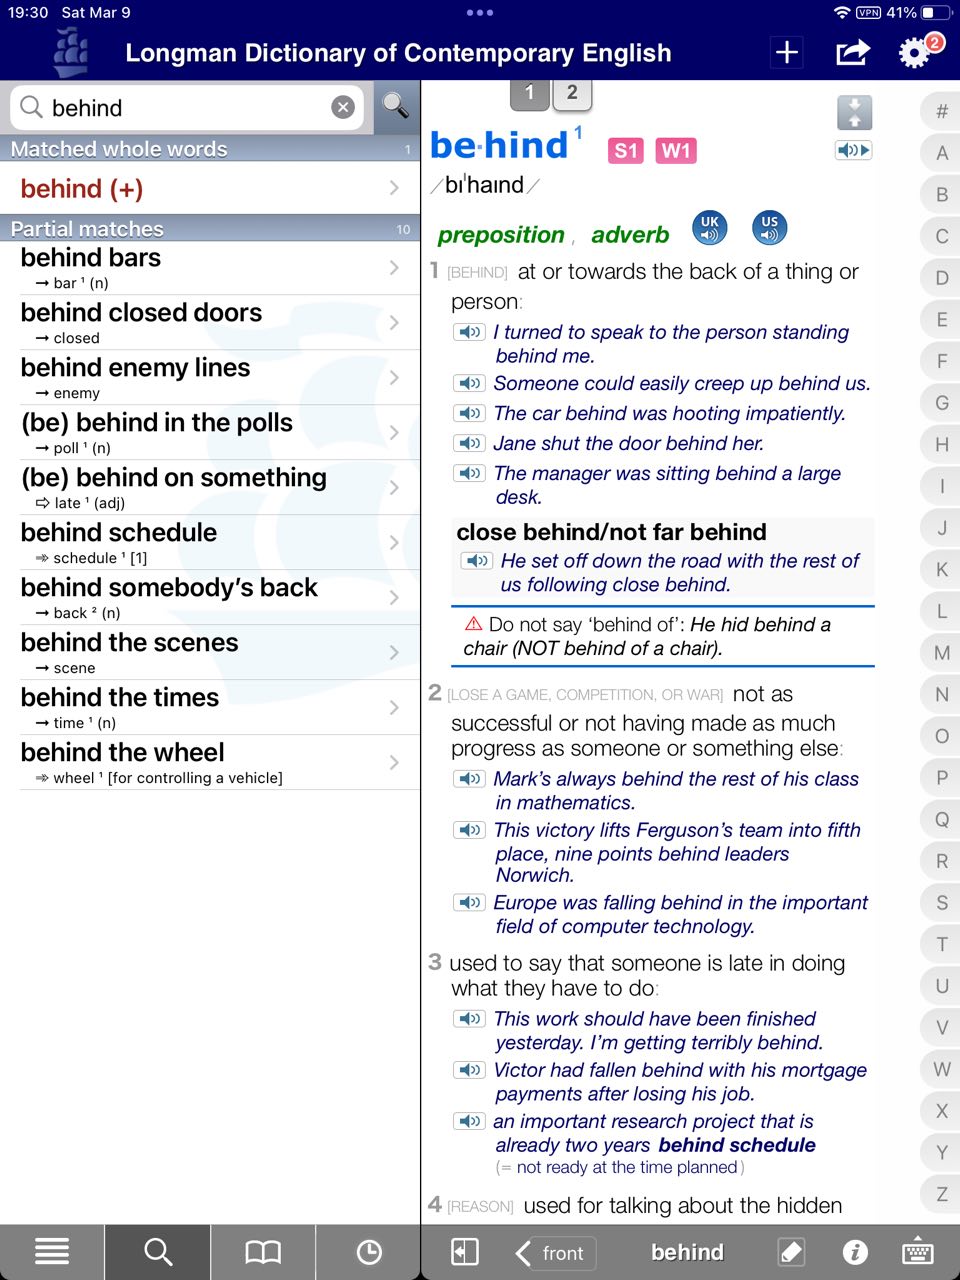 19:30 Sat Mar 9
VPN 41%
Longman Dictionary of Contemporary English
2
behind
Matched whole words 1
behind (+)
Partial matches 10
behind bars
→ bar ¹ (n)
behind closed doors
→ closed
behind enemy lines
→ enemy
(be) behind in the polls
→ poll ¹ (n)
(be) behind on something
⇨ late ¹ (adj)
behind schedule
➾ schedule ¹ [1]
behind somebody's back
→ back ² (n)
behind the scenes
→ scene
behind the times
→ time ¹ (n)
behind the wheel
➾ wheel ¹ [for controlling a vehicle]
1 2
be·hind ¹ S1 W1
/bɪˈhaɪnd/
preposition, adverb UK US
1 [BEHIND] at or towards the back of a thing or
person:
I turned to speak to the person standing
behind me.
Someone could easily creep up behind us.
The car behind was hooting impatiently.
Jane shut the door behind her.
The manager was sitting behind a large
desk.
close behind/not far behind
He set off down the road with the rest of
us following close behind.
⚠ Do not say ‘behind of’: He hid behind a
chair (NOT behind of a chair).
2 [LOSE A GAME, COMPETITION, OR WAR] not as
successful or not having made as much
progress as someone or something else:
Mark's always behind the rest of his class
in mathematics.
This victory lifts Ferguson's team into fifth
place, nine points behind leaders
Norwich.
Europe was falling behind in the important
field of computer technology.
3 used to say that someone is late in doing
what they have to do:
This work should have been finished
yesterday. I'm getting terribly behind.
Victor had fallen behind with his mortgage
payments after losing his job.
an important research project that is
already two years behind schedule
(= not ready at the time planned)
4 [REASON] used for talking about the hidden
#
A
B
C
D
E
F
G
H
I
J
K
L
M
N
O
P
Q
R
S
T
U
V
W
X
Y
Z
front
behind